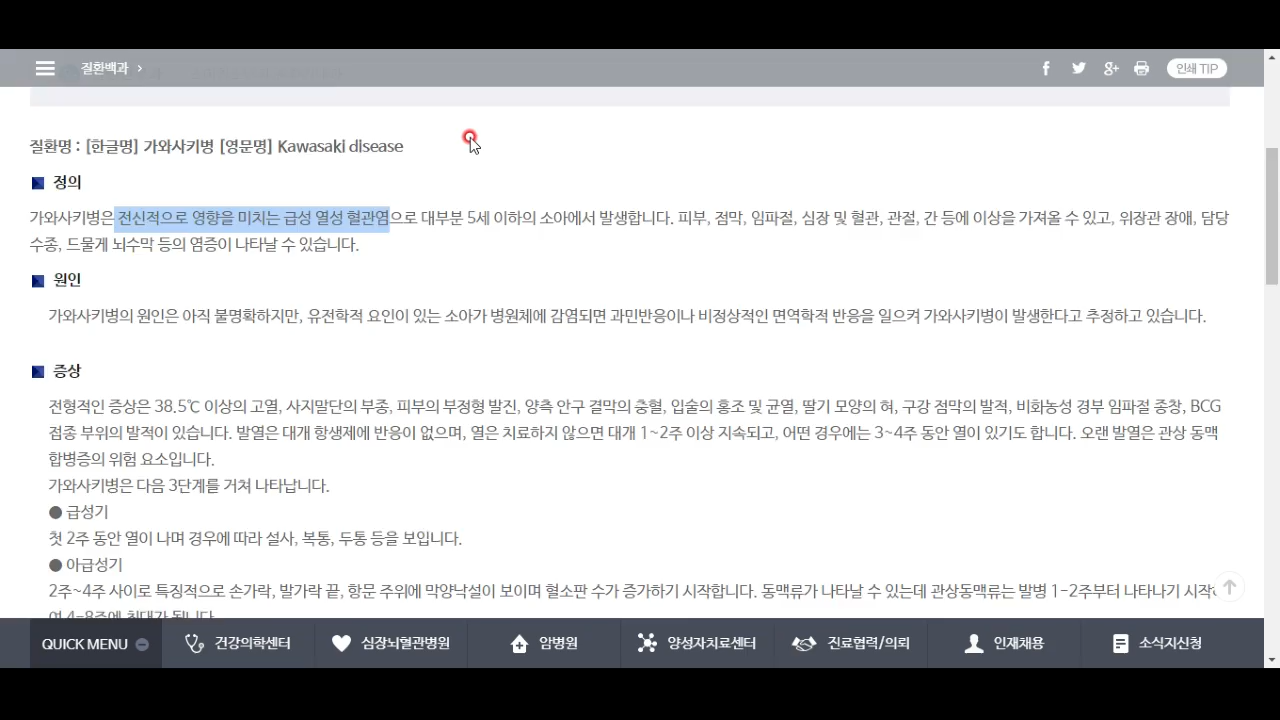 질환백과 ›
인쇄 TIP
질환명 : [한글명] 가와사키병 [영문명] Kawasaki disease
정의
가와사키병은 전신적으로 영향을 미치는 급성 열성 혈관염으로 대부분 5세 이하의 소아에서 발생합니다. 피부, 점막, 임파절, 심장 및 혈관, 관절, 간 등에 이상을 가져올 수 있고, 위장관 장애, 담당
수종, 드물게 뇌수막 등의 염증이 나타날 수 있습니다.
원인
가와사키병의 원인은 아직 불명확하지만, 유전학적 요인이 있는 소아가 병원체에 감염되면 과민반응이나 비정상적인 면역학적 반응을 일으켜 가와사키병이 발생한다고 추정하고 있습니다.
증상
전형적인 증상은 38.5℃ 이상의 고열, 사지말단의 부종, 피부의 부정형 발진, 양측 안구 결막의 충혈, 입술의 홍조 및 균열, 딸기 모양의 혀, 구강 점막의 발적, 비화농성 경부 임파절 종창, BCG
접종 부위의 발적이 있습니다. 발열은 대개 항생제에 반응이 없으며, 열은 치료하지 않으면 대개 1~2주 이상 지속되고, 어떤 경우에는 3~4주 동안 열이 있기도 합니다. 오랜 발열은 관상 동맥
합병증의 위험 요소입니다.
가와사키병은 다음 3단계를 거쳐 나타납니다.
● 급성기
첫 2주 동안 열이 나며 경우에 따라 설사, 복통, 두통 등을 보입니다.
● 아급성기
2주~4주 사이로 특징적으로 손가락, 발가락 끝, 항문 주위에 막양낙설이 보이며 혈소판 수가 증가하기 시작합니다. 동맥류가 나타날 수 있는데 관상동맥류는 발병 1-2주부터 나타나기 시작하
여 4-8주에 최대가 됩니다.
QUICK MENU
건강의학센터
심장뇌혈관병원
암병원
양성자치료센터
진료협력/의뢰
인재채용
소식지신청